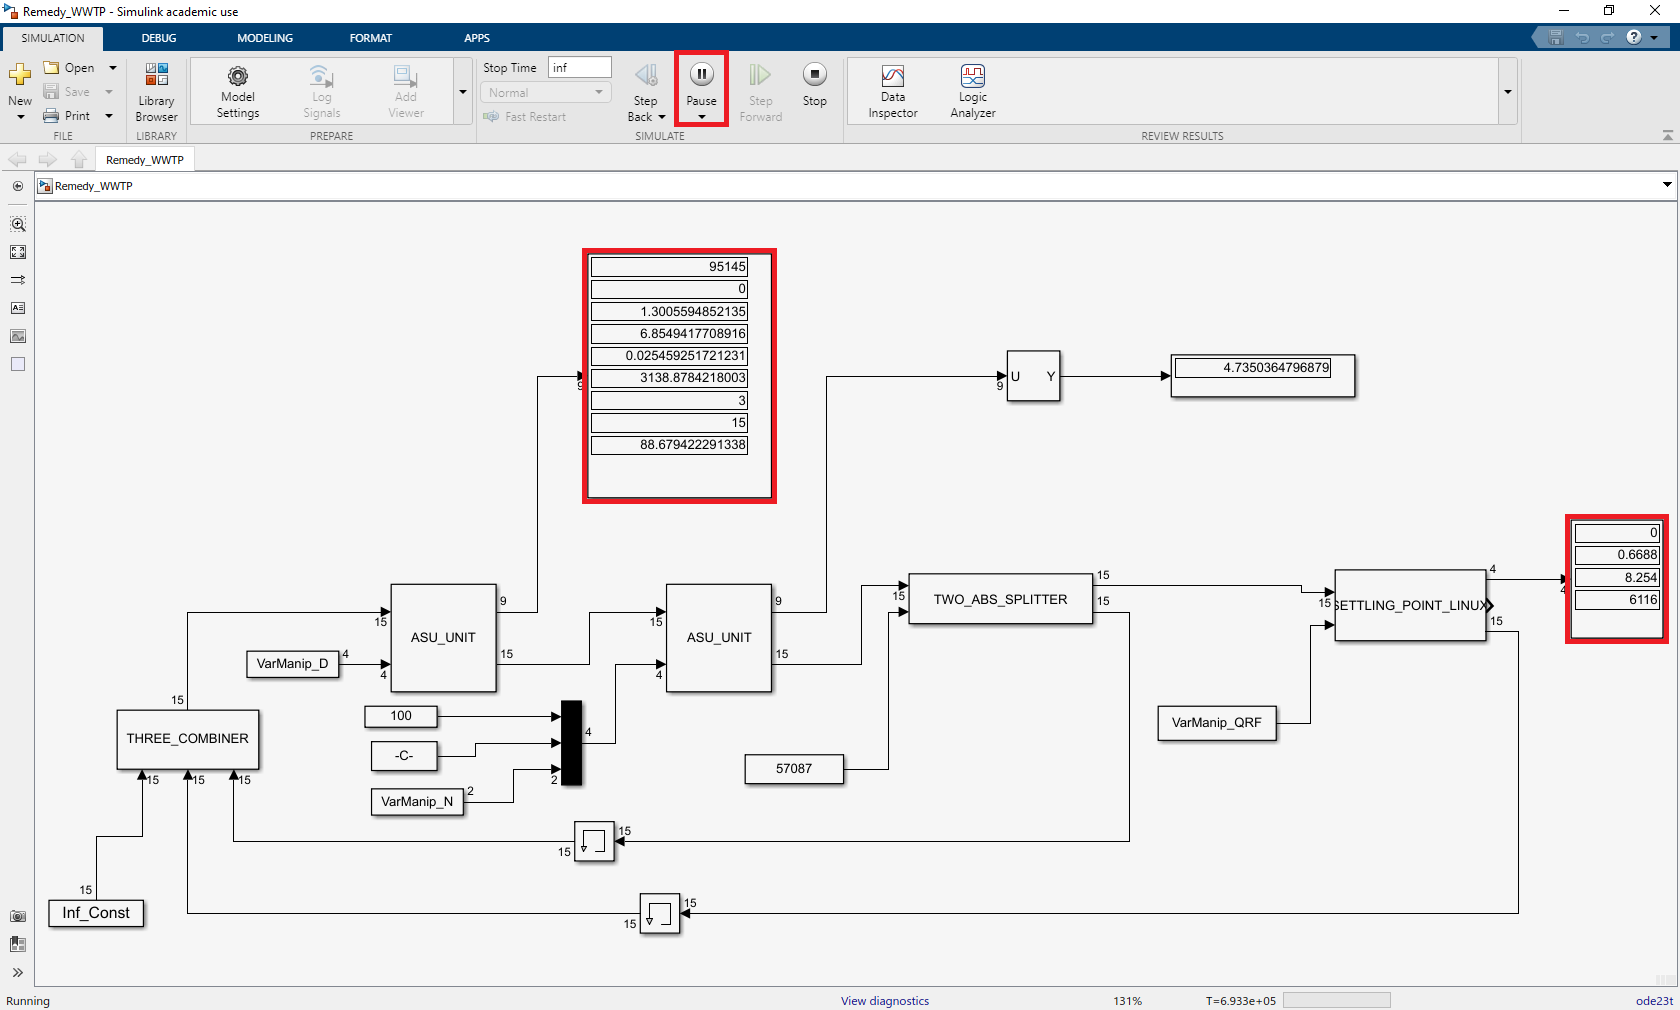 Remedy_WWTP - Simulink academic use
SIMULATION DEBUG MODELING FORMAT APPS
New
Open
Save
Print
FILE
Library Browser
LIBRARY
Model Settings
Log Signals
Add Viewer
PREPARE
Stop Time inf
Normal
Fast Restart
Step Back
Pause
Step Forward
Stop
SIMULATE
Data Inspector
Logic Analyzer
REVIEW RESULTS
Remedy_WWTP
Remedy_WWTP
95145
0
1.3005594852135
6.8549417708916
0.025459251721231
3138.8784218003
3
15
88.679422291338
9
9
U Y
4.7350364796879
0
0.6688
8.254
6116
4
ASU_UNIT
15
4
9
15
ASU_UNIT
15
4
9
15
TWO_ABS_SPLITTER
15
15
15
SETTLING_POINT_LINUX
15
4
15
VarManip_D
4
THREE_COMBINER
15
15
15
15
100
-C-
VarManip_N
2
2
4
57087
VarManip_QRF
15
15
15
15
Inf_Const
15
Running
View diagnostics
131%
T=6.933e+05
ode23t